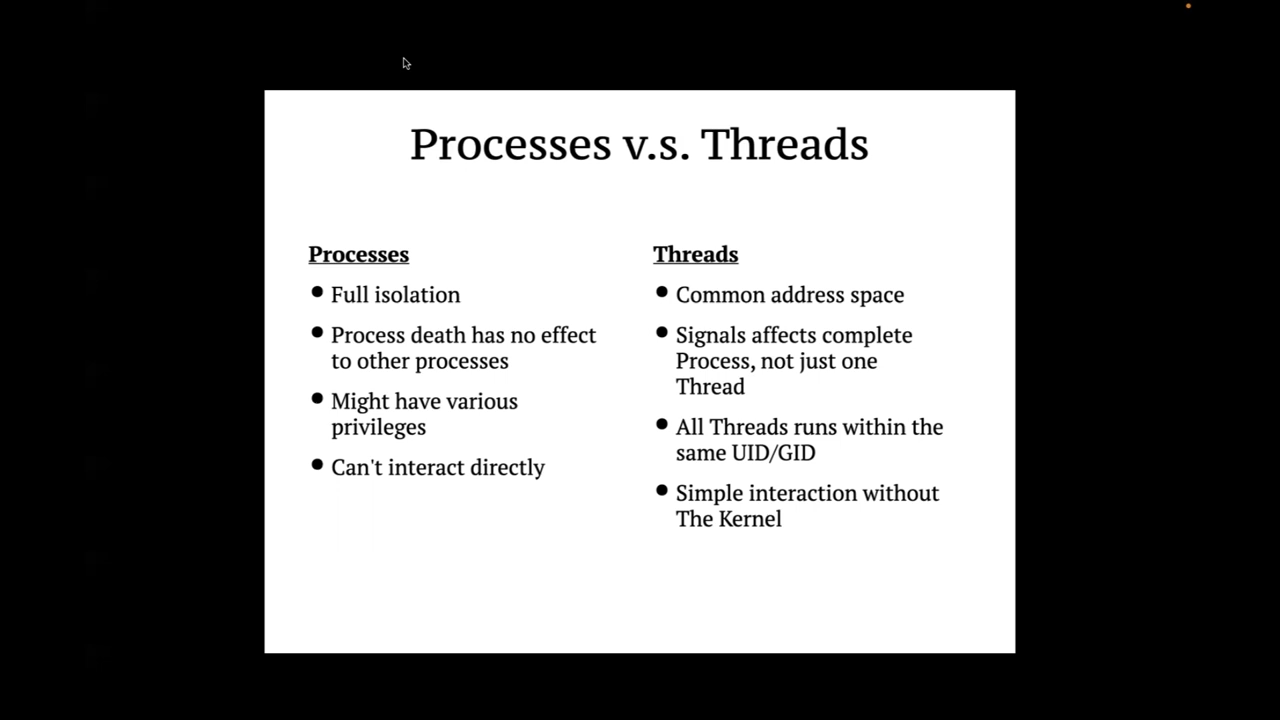 Processes v.s. Threads
Processes
Full isolation
Process death has no effect
to other processes
Might have various
privileges
Can't interact directly
Threads
Common address space
Signals affects complete
Process, not just one
Thread
All Threads runs within the
same UID/GID
Simple interaction without
The Kernel